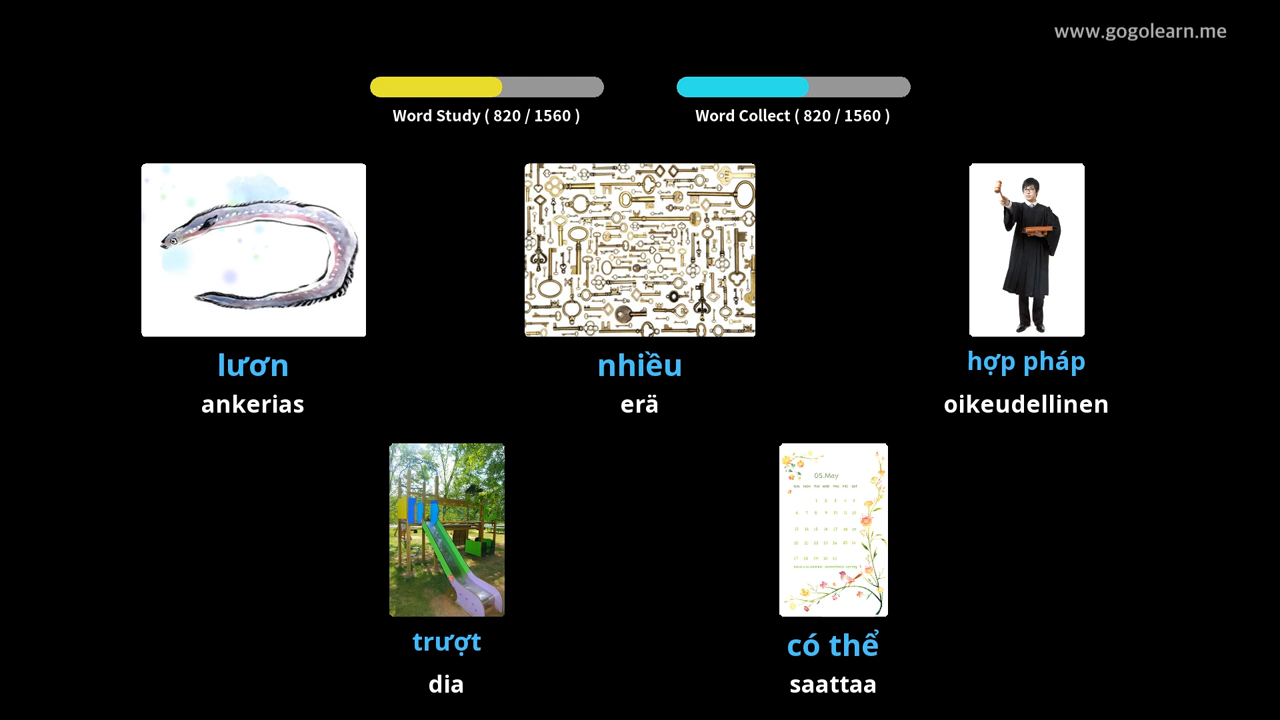 www.gogolearn.me
Word Study ( 820 / 1560 )
Word Collect ( 820 / 1560 )
lươn
ankerias
nhiều
erä
hợp pháp
oikeudellinen
05.May
trượt
dia
có thể
saattaa